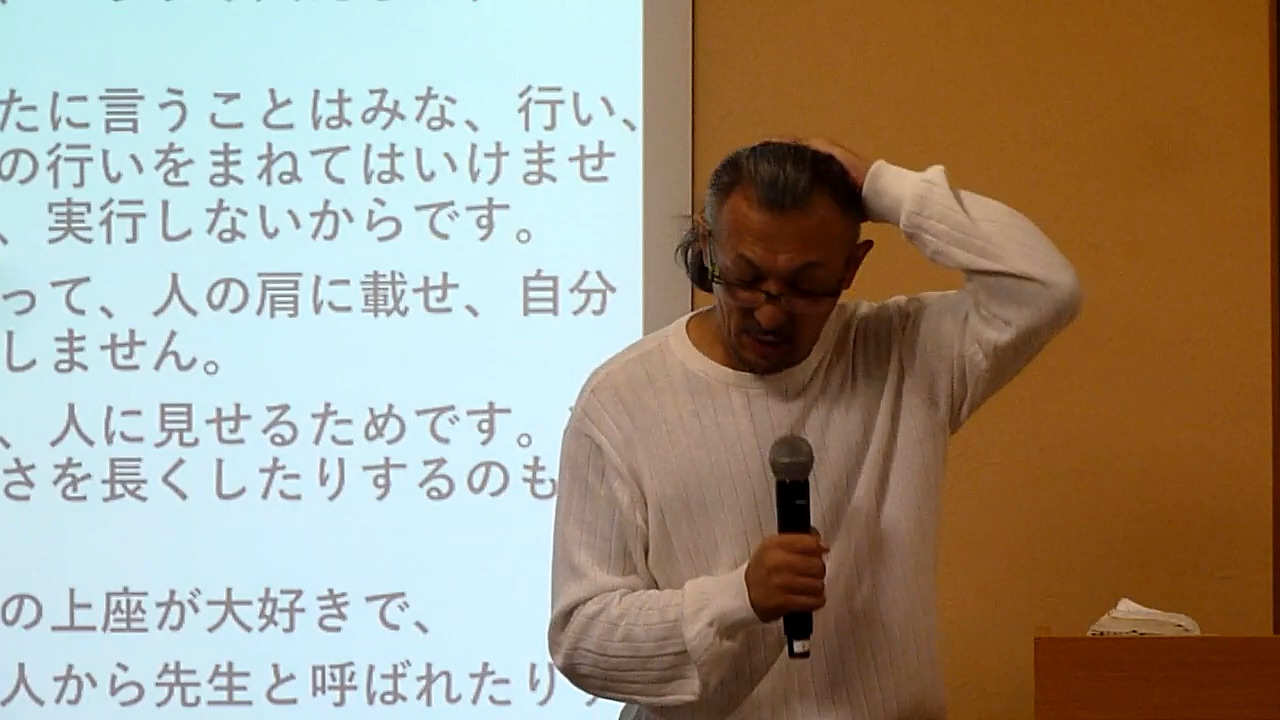 たに言うことはみな、行い、
の行いをまねてはいけませ
、実行しないからです。
って、人の肩に載せ、自分
しません。
、人に見せるためです。
さを長くしたりするのも
の上座が大好きで、
人から先生と呼ばれたり